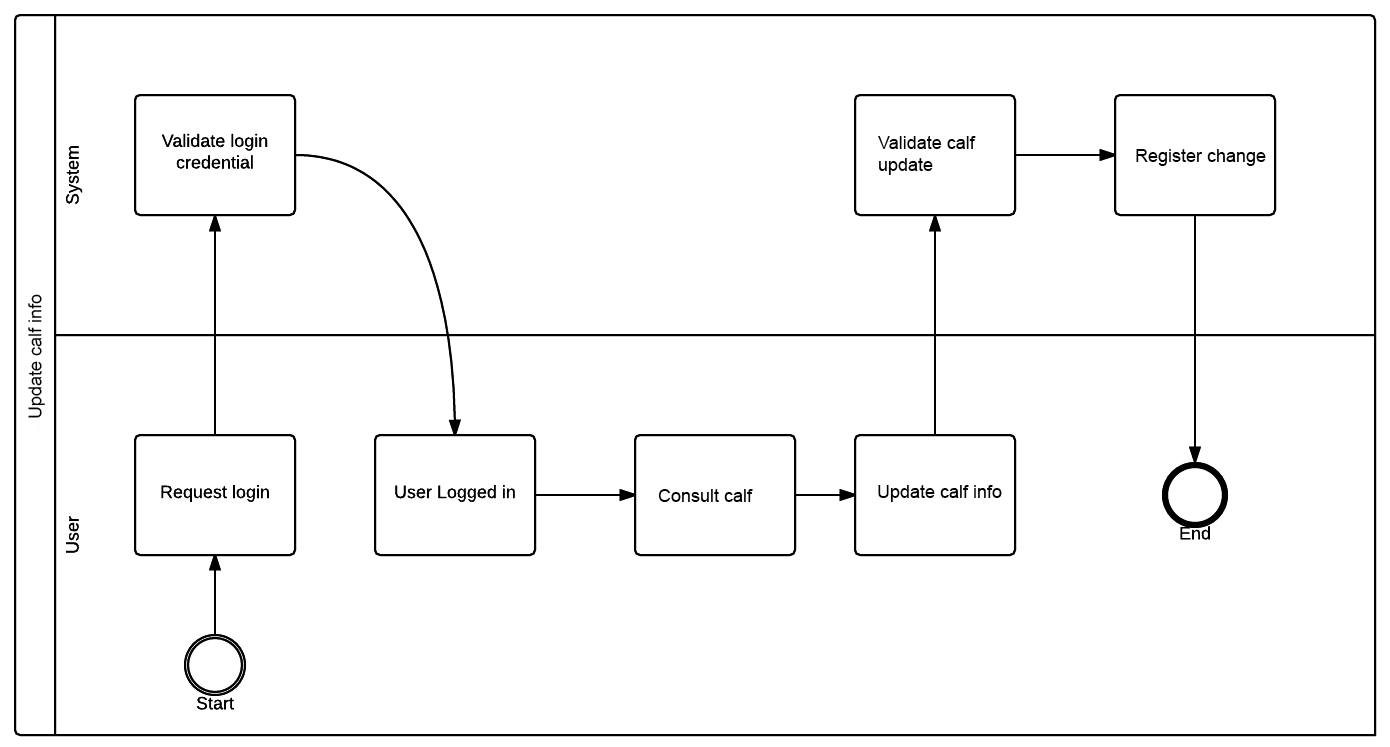 Update calf info
System
Validate login
credential
Validate calf
update
Register change
User
Request login
User Logged in
Consult calf
Update calf info
End
Start